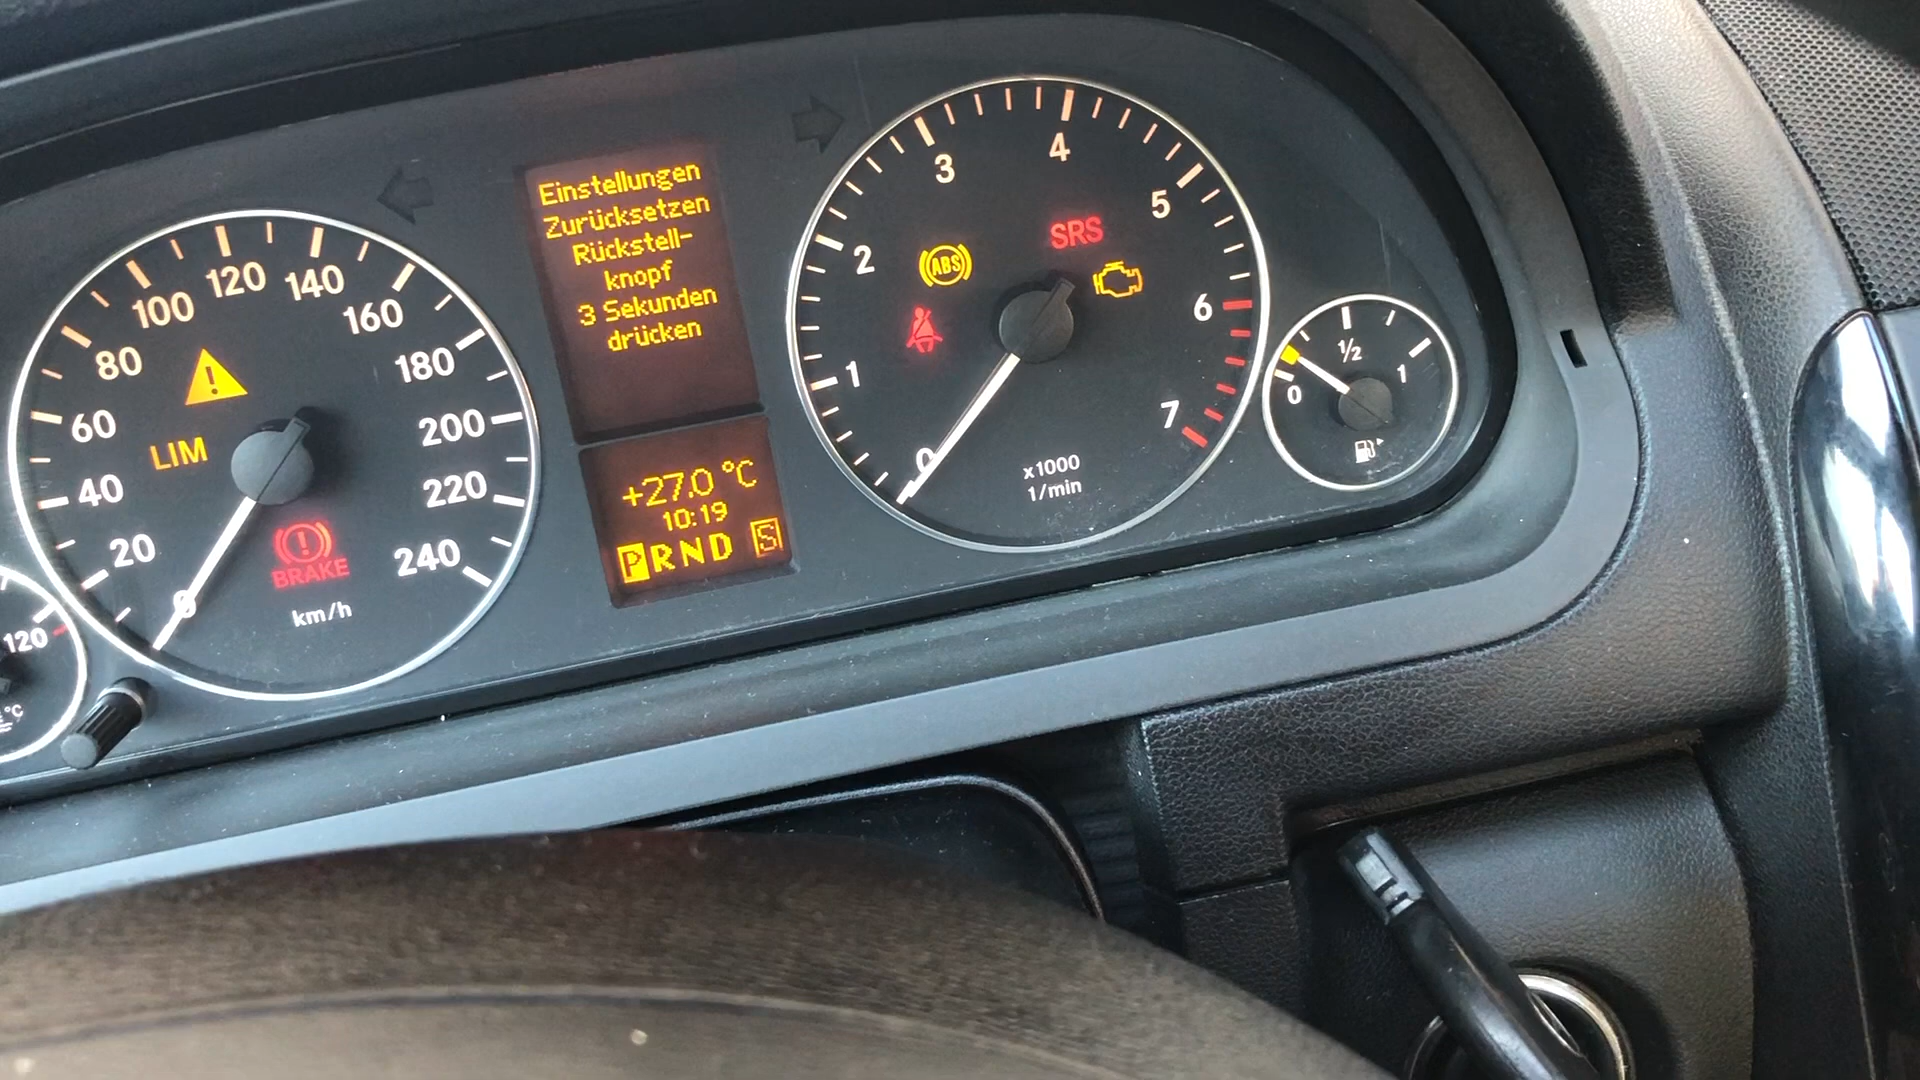 Einstellungen
Zurücksetzen
Rückstell-
knopf
3 Sekunden
drücken
+27.0 °C
10:19
P R N D S
0
20
40
60
80
100
120
140
160
180
200
220
240
km/h
LIM
BRAKE
0
1
2
3
4
5
6
7
x1000
1/min
ABS
SRS
0
1/2
1
120
°C